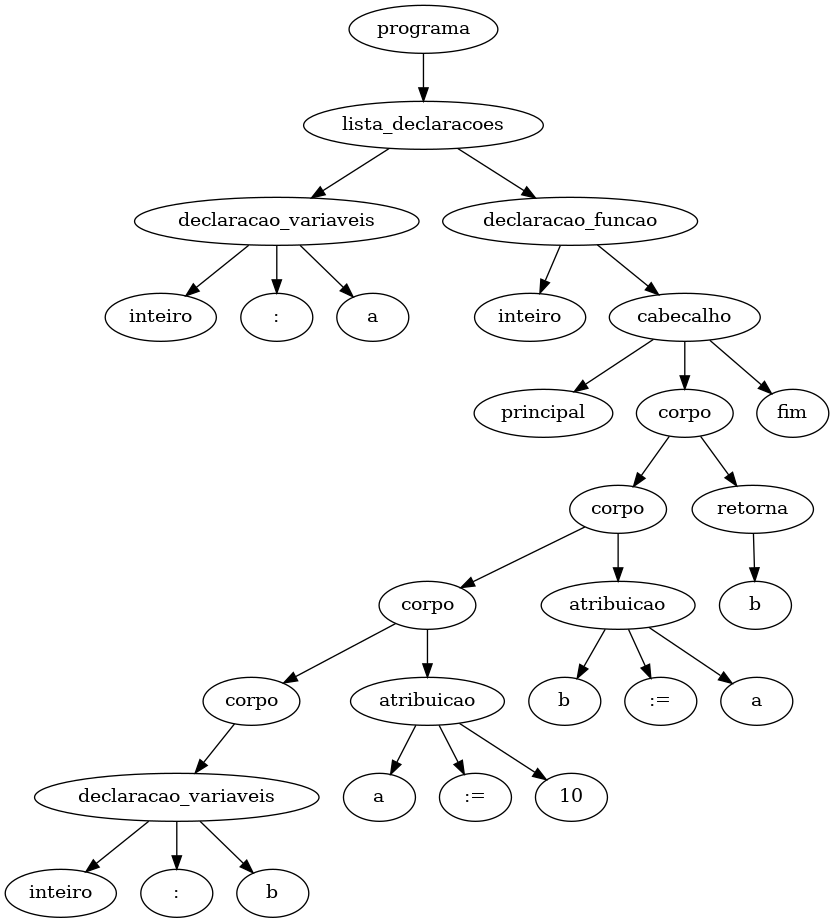 programa
lista_declaracoes
declaracao_variaveis declaracao_funcao
inteiro : a inteiro cabecalho
principal corpo fim
corpo retorna
corpo atribuicao b
corpo atribuicao b := a
declaracao_variaveis a := 10
inteiro : b